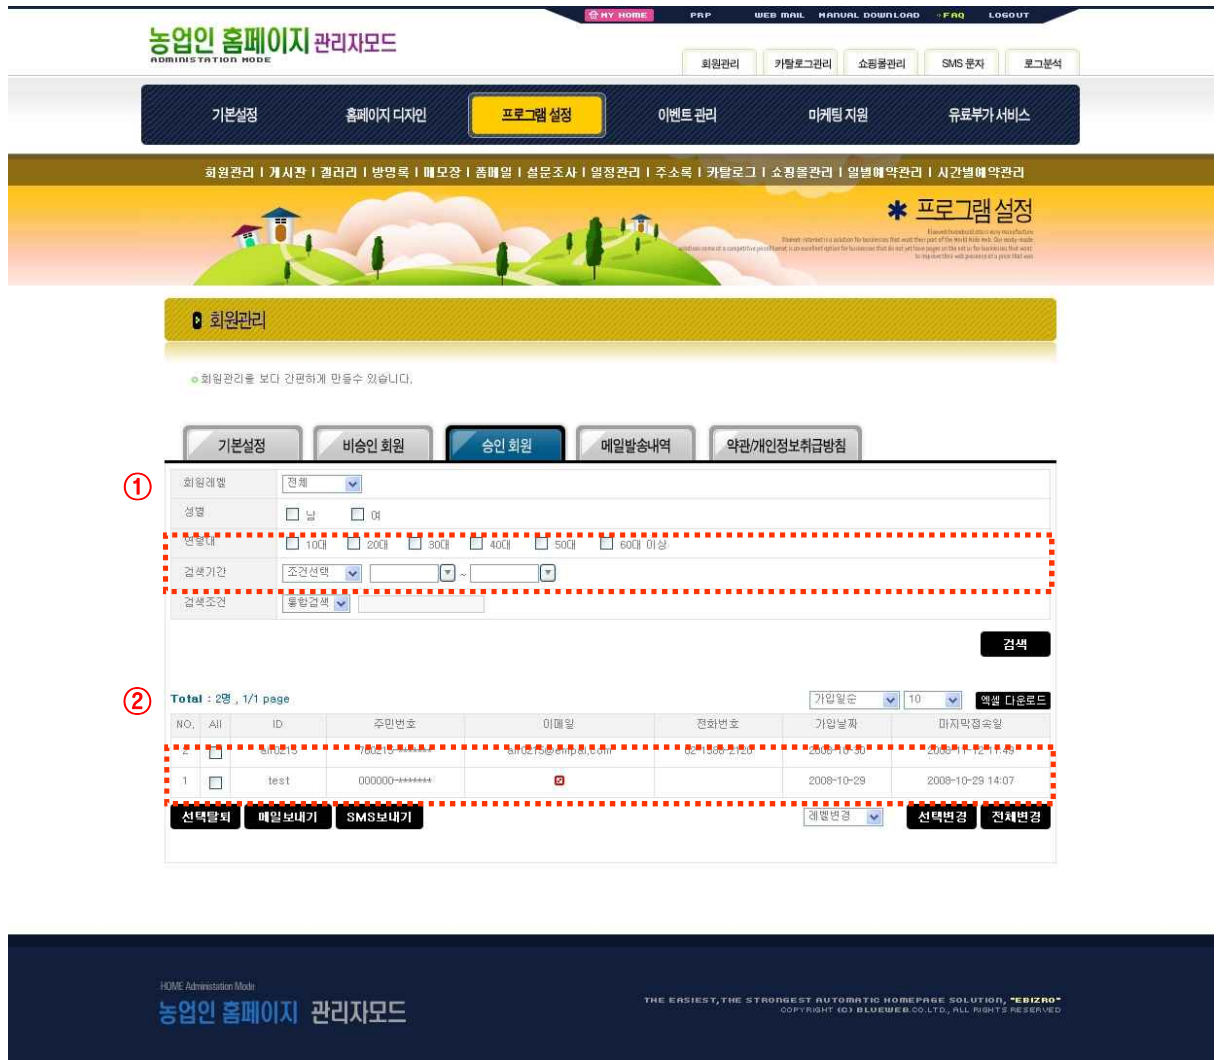 MY HOME PRP WEB MAIL MANUAL DOWNLOAD FAQ LOGOUT
농업인 홈페이지 관리자모드
ADMINISTRATION MODE
회원관리 카탈로그관리 쇼핑몰관리 SMS 문자 로그분석
기본설정 홈페이지 디자인 프로그램 설정 이벤트 관리 마케팅 지원 유료부가 서비스
회원관리 I 게시판 I 갤러리 I 방명록 I 메모장 I 폼메일 I 설문조사 I 일정관리 I 주소록 I 카탈로그 I 쇼핑몰관리 I 일별예약관리 I 시간별예약관리
* 프로그램 설정
회원관리
회원관리를 보다 간편하게 만들수 있습니다.
기본설정 비승인 회원 승인 회원 메일발송내역 약관/개인정보취급방침
①
회원레벨 전체
성별 남 여
연령대 10대 20대 30대 40대 50대 60대 이상
검색기간 조건선택 ~
검색조건 통합검색
검색
②
Total : 2명 , 1/1 page 가입일순 10 엑셀 다운로드
NO. All ID 주민번호 이메일 전화번호 가입날짜 마지막접속일
2 760215-******* 02-1588-2120 2008-10-30 2008-11-12 11:49
1 test 000000-******* 2008-10-29 2008-10-29 14:07
선택탈퇴 메일보내기 SMS보내기 레벨변경 선택변경 전체변경
HOME Administation Mode
농업인 홈페이지 관리자모드
THE EASIEST,THE STRONGEST AUTOMATIC HOMEPAGE SOLUTION, "EBIZRO"
COPYRIGHT (C) BLUEWEB.CO.LTD., ALL RIGHTS RESERVED